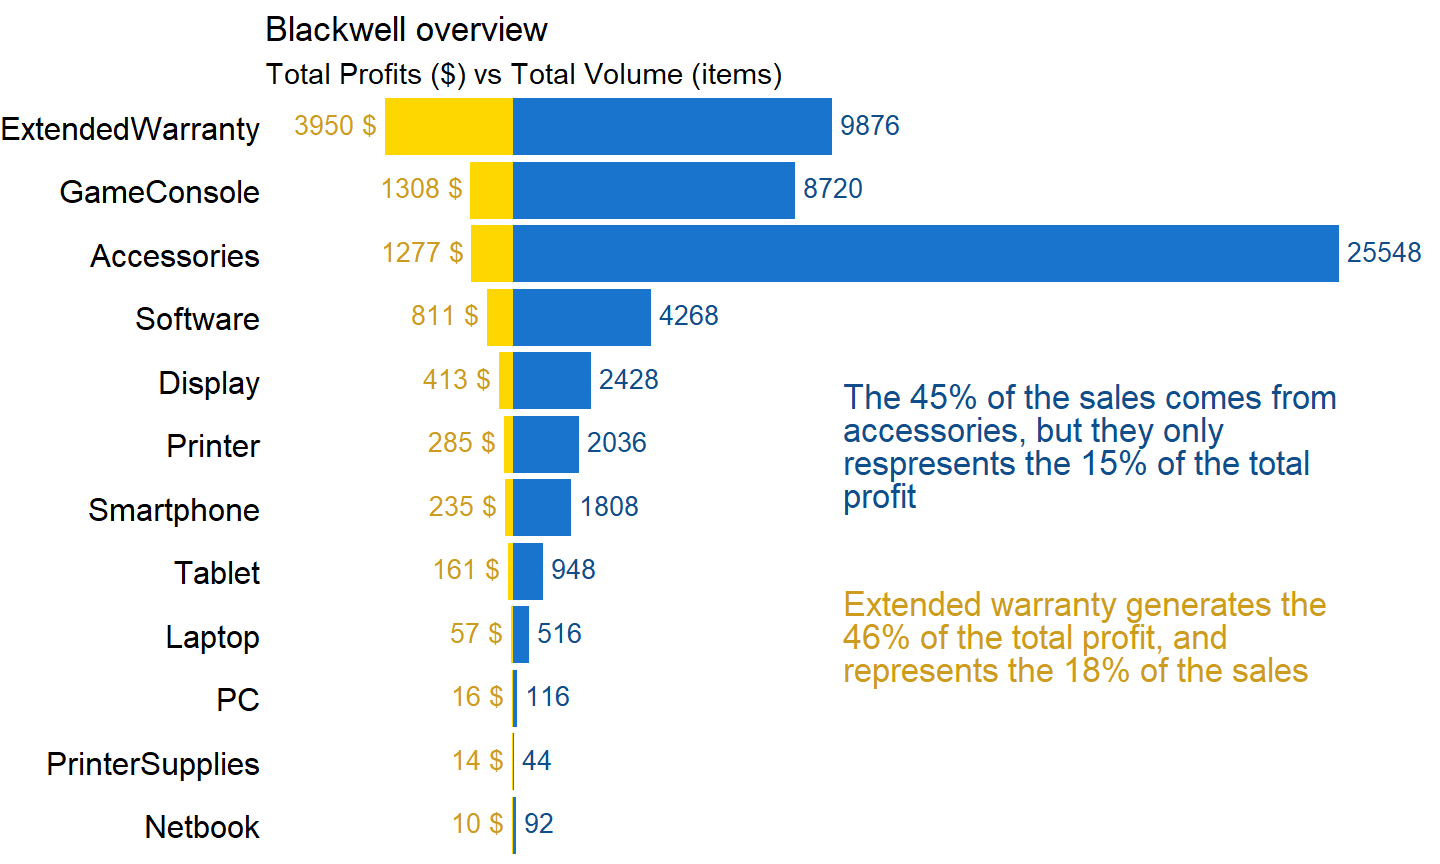 Blackwell overview
Total Profits ($) vs Total Volume (items)
ExtendedWarranty 3950 $ 9876
GameConsole 1308 $ 8720
Accessories 1277 $ 25548
Software 811 $ 4268
Display 413 $ 2428
Printer 285 $ 2036
Smartphone 235 $ 1808
Tablet 161 $ 948
Laptop 57 $ 516
PC 16 $ 116
PrinterSupplies 14 $ 44
Netbook 10 $ 92
The 45% of the sales comes from
accessories, but they only
respresents the 15% of the total
profit
Extended warranty generates the
46% of the total profit, and
represents the 18% of the sales